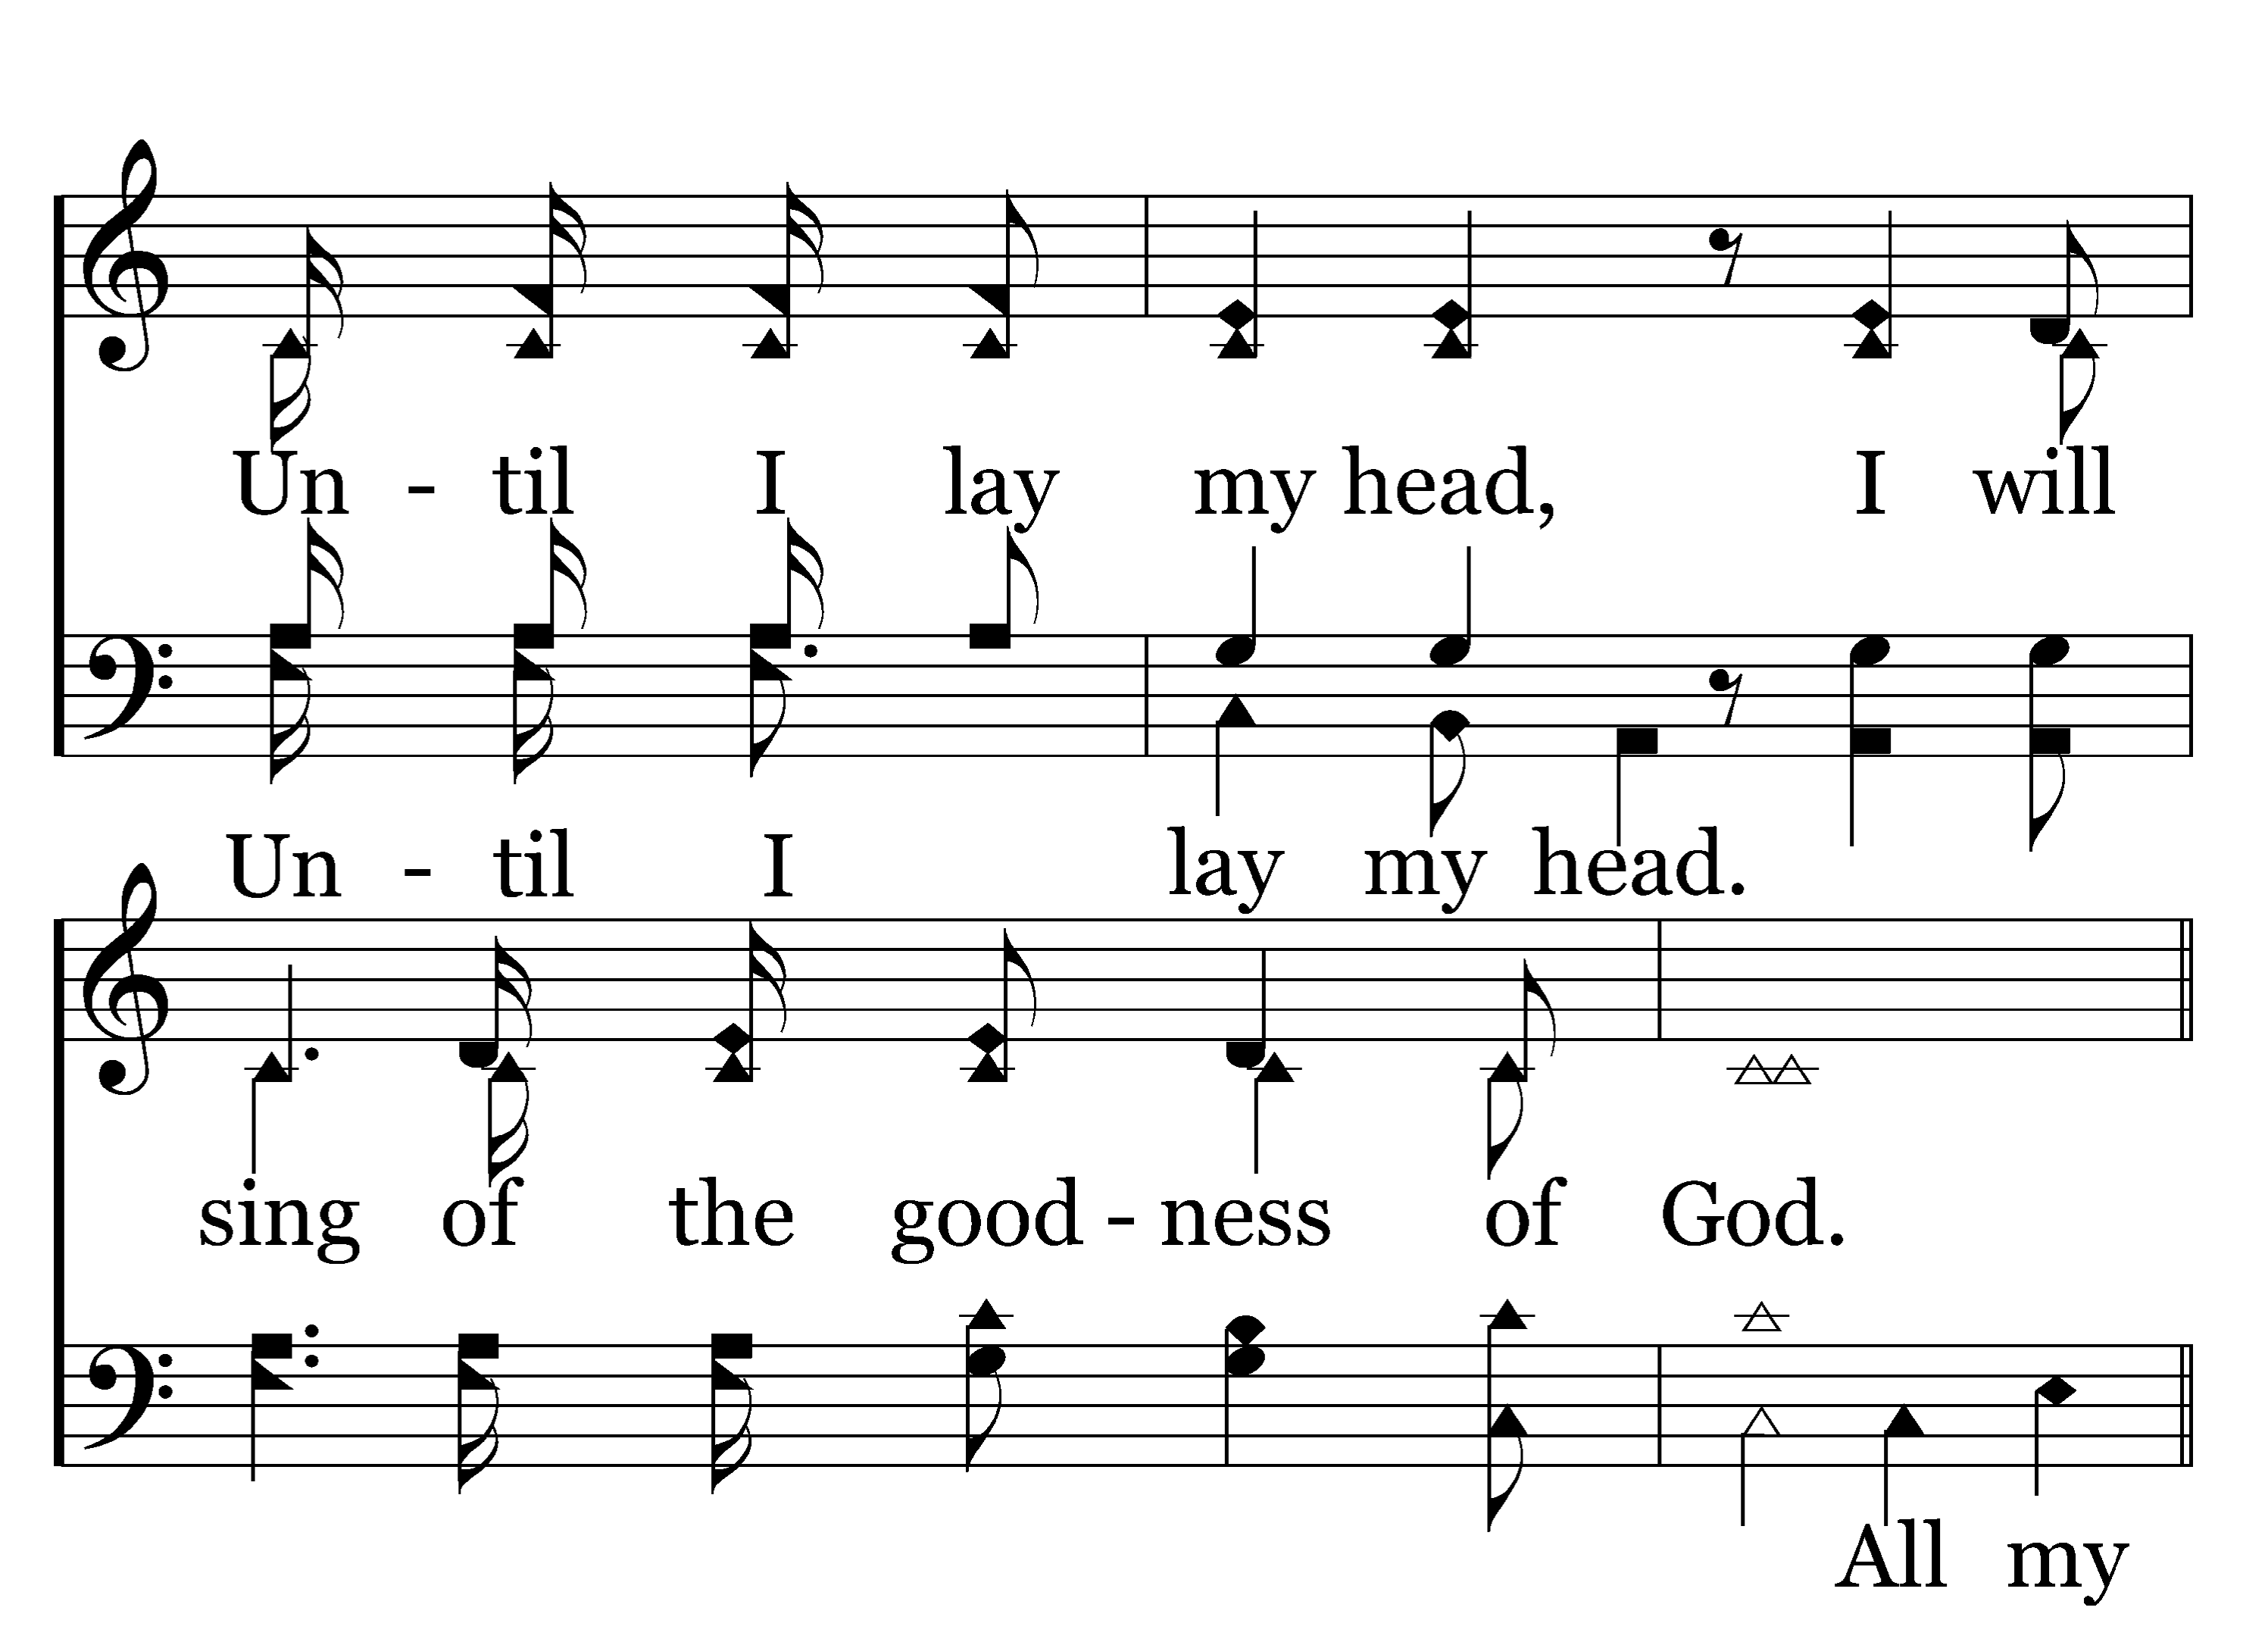 Un - til I lay my head, I will
Un - til I lay my head.
sing of the good - ness of God.
All my